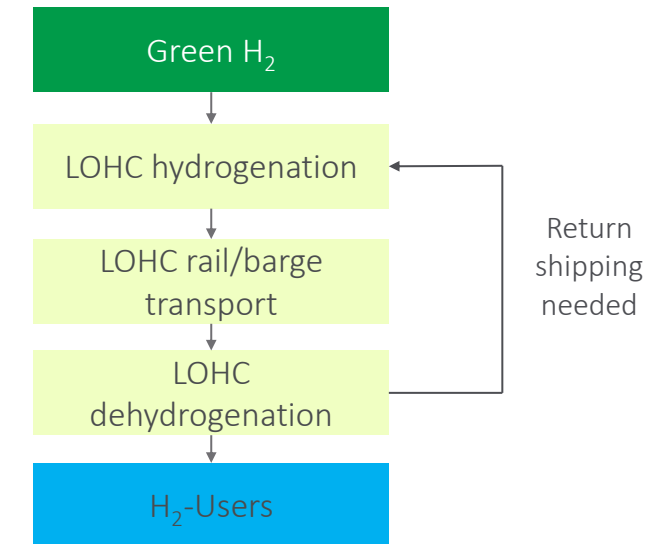 Green H₂
LOHC hydrogenation
LOHC rail/barge
transport
LOHC
dehydrogenation
H₂-Users
Return
shipping
needed